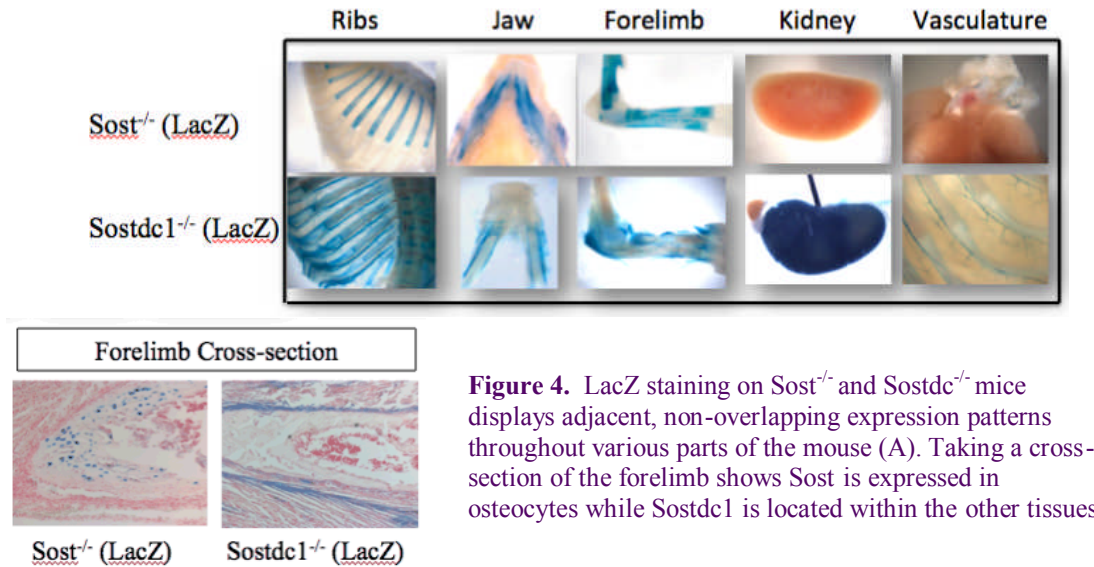 Ribs Jaw Forelimb Kidney Vasculature
Sost-/- (LacZ)
Sostdc1-/- (LacZ)
Forelimb Cross-section
Sost-/- (LacZ) Sostdc1-/- (LacZ)
Figure 4. LacZ staining on Sost-/- and Sostdc-/- mice
displays adjacent, non-overlapping expression patterns
throughout various parts of the mouse (A). Taking a cross-
section of the forelimb shows Sost is expressed in
osteocytes while Sostdc1 is located within the other tissues